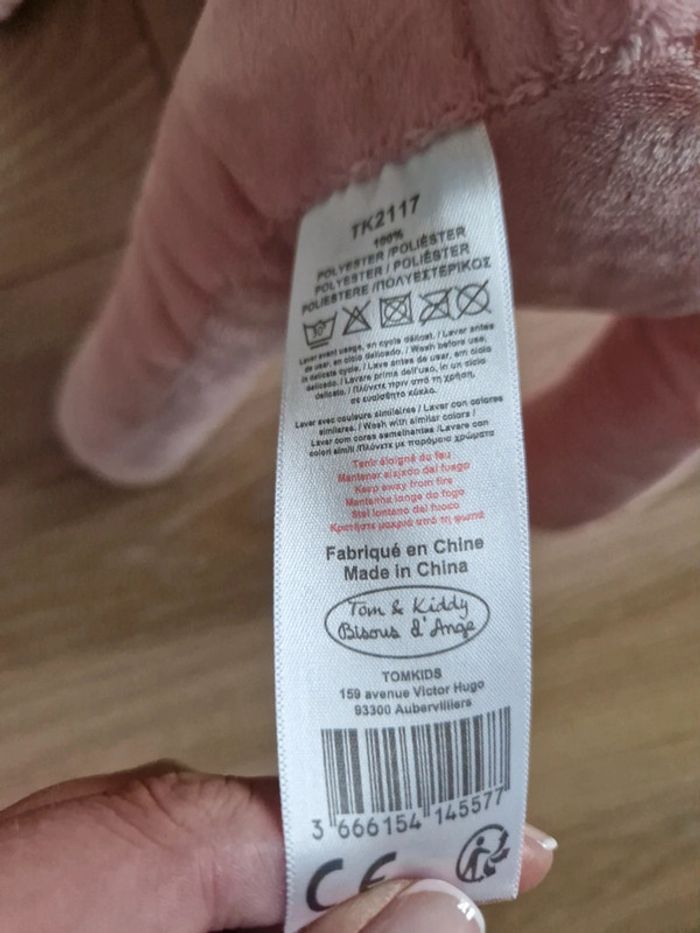 TK2117
100%
POLYESTER /POLIÉSTER
POLYESTER / POLIÉSTER
POLIESTERE /ΠΟΛΥΕΣΤΕΡΙΚΟΣ
30°
Laver avant usage, en cycle délicat. / Lavar antes
de usar, en ciclo delicado. / Wash before use,
in delicate cycle. / Lave antes de usar, em ciclo
delicado. / Lavare prima dell'uso, in un ciclo
delicato. / Πλύνετε πριν από τη χρήση,
σε ευαίσθητο κύκλο.
Laver avec couleurs similaires / Lavar con colores
similares. / Wash with similar colors /
Lavar com cores semelhantes /Lavare con
colori simili /Πλύνετε με παρόμοια χρώματα
Tenir éloigné du feu
Mantener alejado del fuego
Keep away from fire
Mantenha longe do fogo
Stai lontano dal fuoco
Κρατήστε μακριά από τη φωτιά
Fabriqué en Chine
Made in China
Tom & Kiddy
Bisous d'Ange
TOMKIDS
159 avenue Victor Hugo
93300 Aubervilliers
3 666154 145577
CE